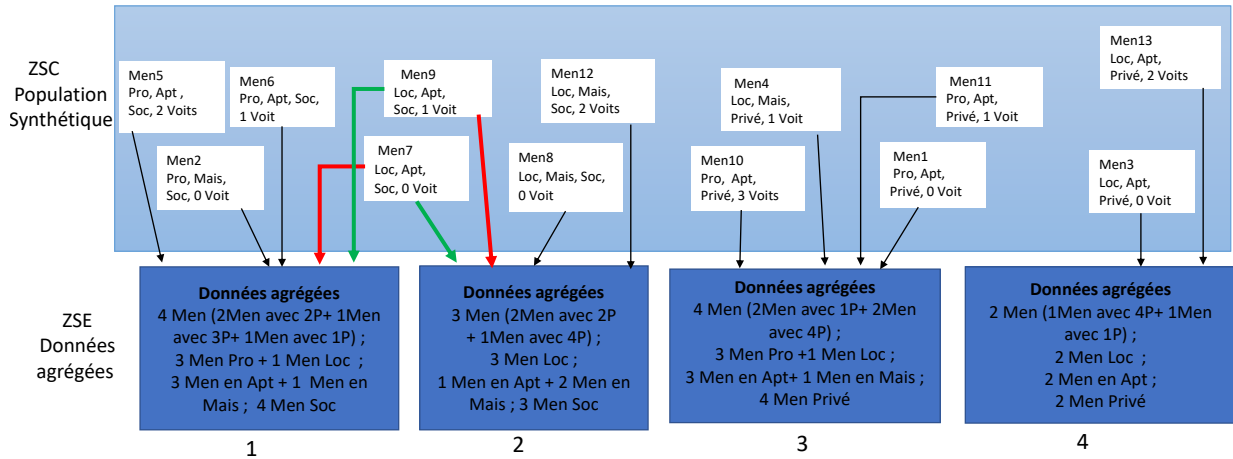 ZSC
Population
Synthétique
Men5
Pro, Apt ,
Soc, 2 Voits
Men6
Pro, Apt, Soc,
1 Voit
Men9
Loc, Apt,
Soc, 1 Voit
Men12
Loc, Mais,
Soc, 2 Voits
Men4
Loc, Mais,
Privé, 1 Voit
Men11
Pro, Apt,
Privé, 1 Voit
Men13
Loc, Apt,
Privé, 2 Voits
Men2
Pro, Mais,
Soc, 0 Voit
Men7
Loc, Apt,
Soc, 0 Voit
Men8
Loc, Mais, Soc,
0 Voit
Men10
Pro, Apt,
Privé, 3 Voits
Men1
Pro, Apt,
Privé, 0 Voit
Men3
Loc, Apt,
Privé, 0 Voit
ZSE
Données
agrégées
Données agrégées
4 Men (2Men avec 2P+ 1Men
avec 3P+ 1Men avec 1P) ;
3 Men Pro + 1 Men Loc ;
3 Men en Apt + 1 Men en
Mais ; 4 Men Soc
1
Données agrégées
3 Men (2Men avec 2P
+ 1Men avec 4P) ;
3 Men Loc ;
1 Men en Apt + 2 Men en
Mais ; 3 Men Soc
2
Données agrégées
4 Men (2Men avec 1P+ 2Men
avec 4P) ;
3 Men Pro +1 Men Loc ;
3 Men en Apt+ 1 Men en Mais ;
4 Men Privé
3
Données agrégées
2 Men (1Men avec 4P+ 1Men
avec 1P) ;
2 Men Loc ;
2 Men en Apt ;
2 Men Privé
4